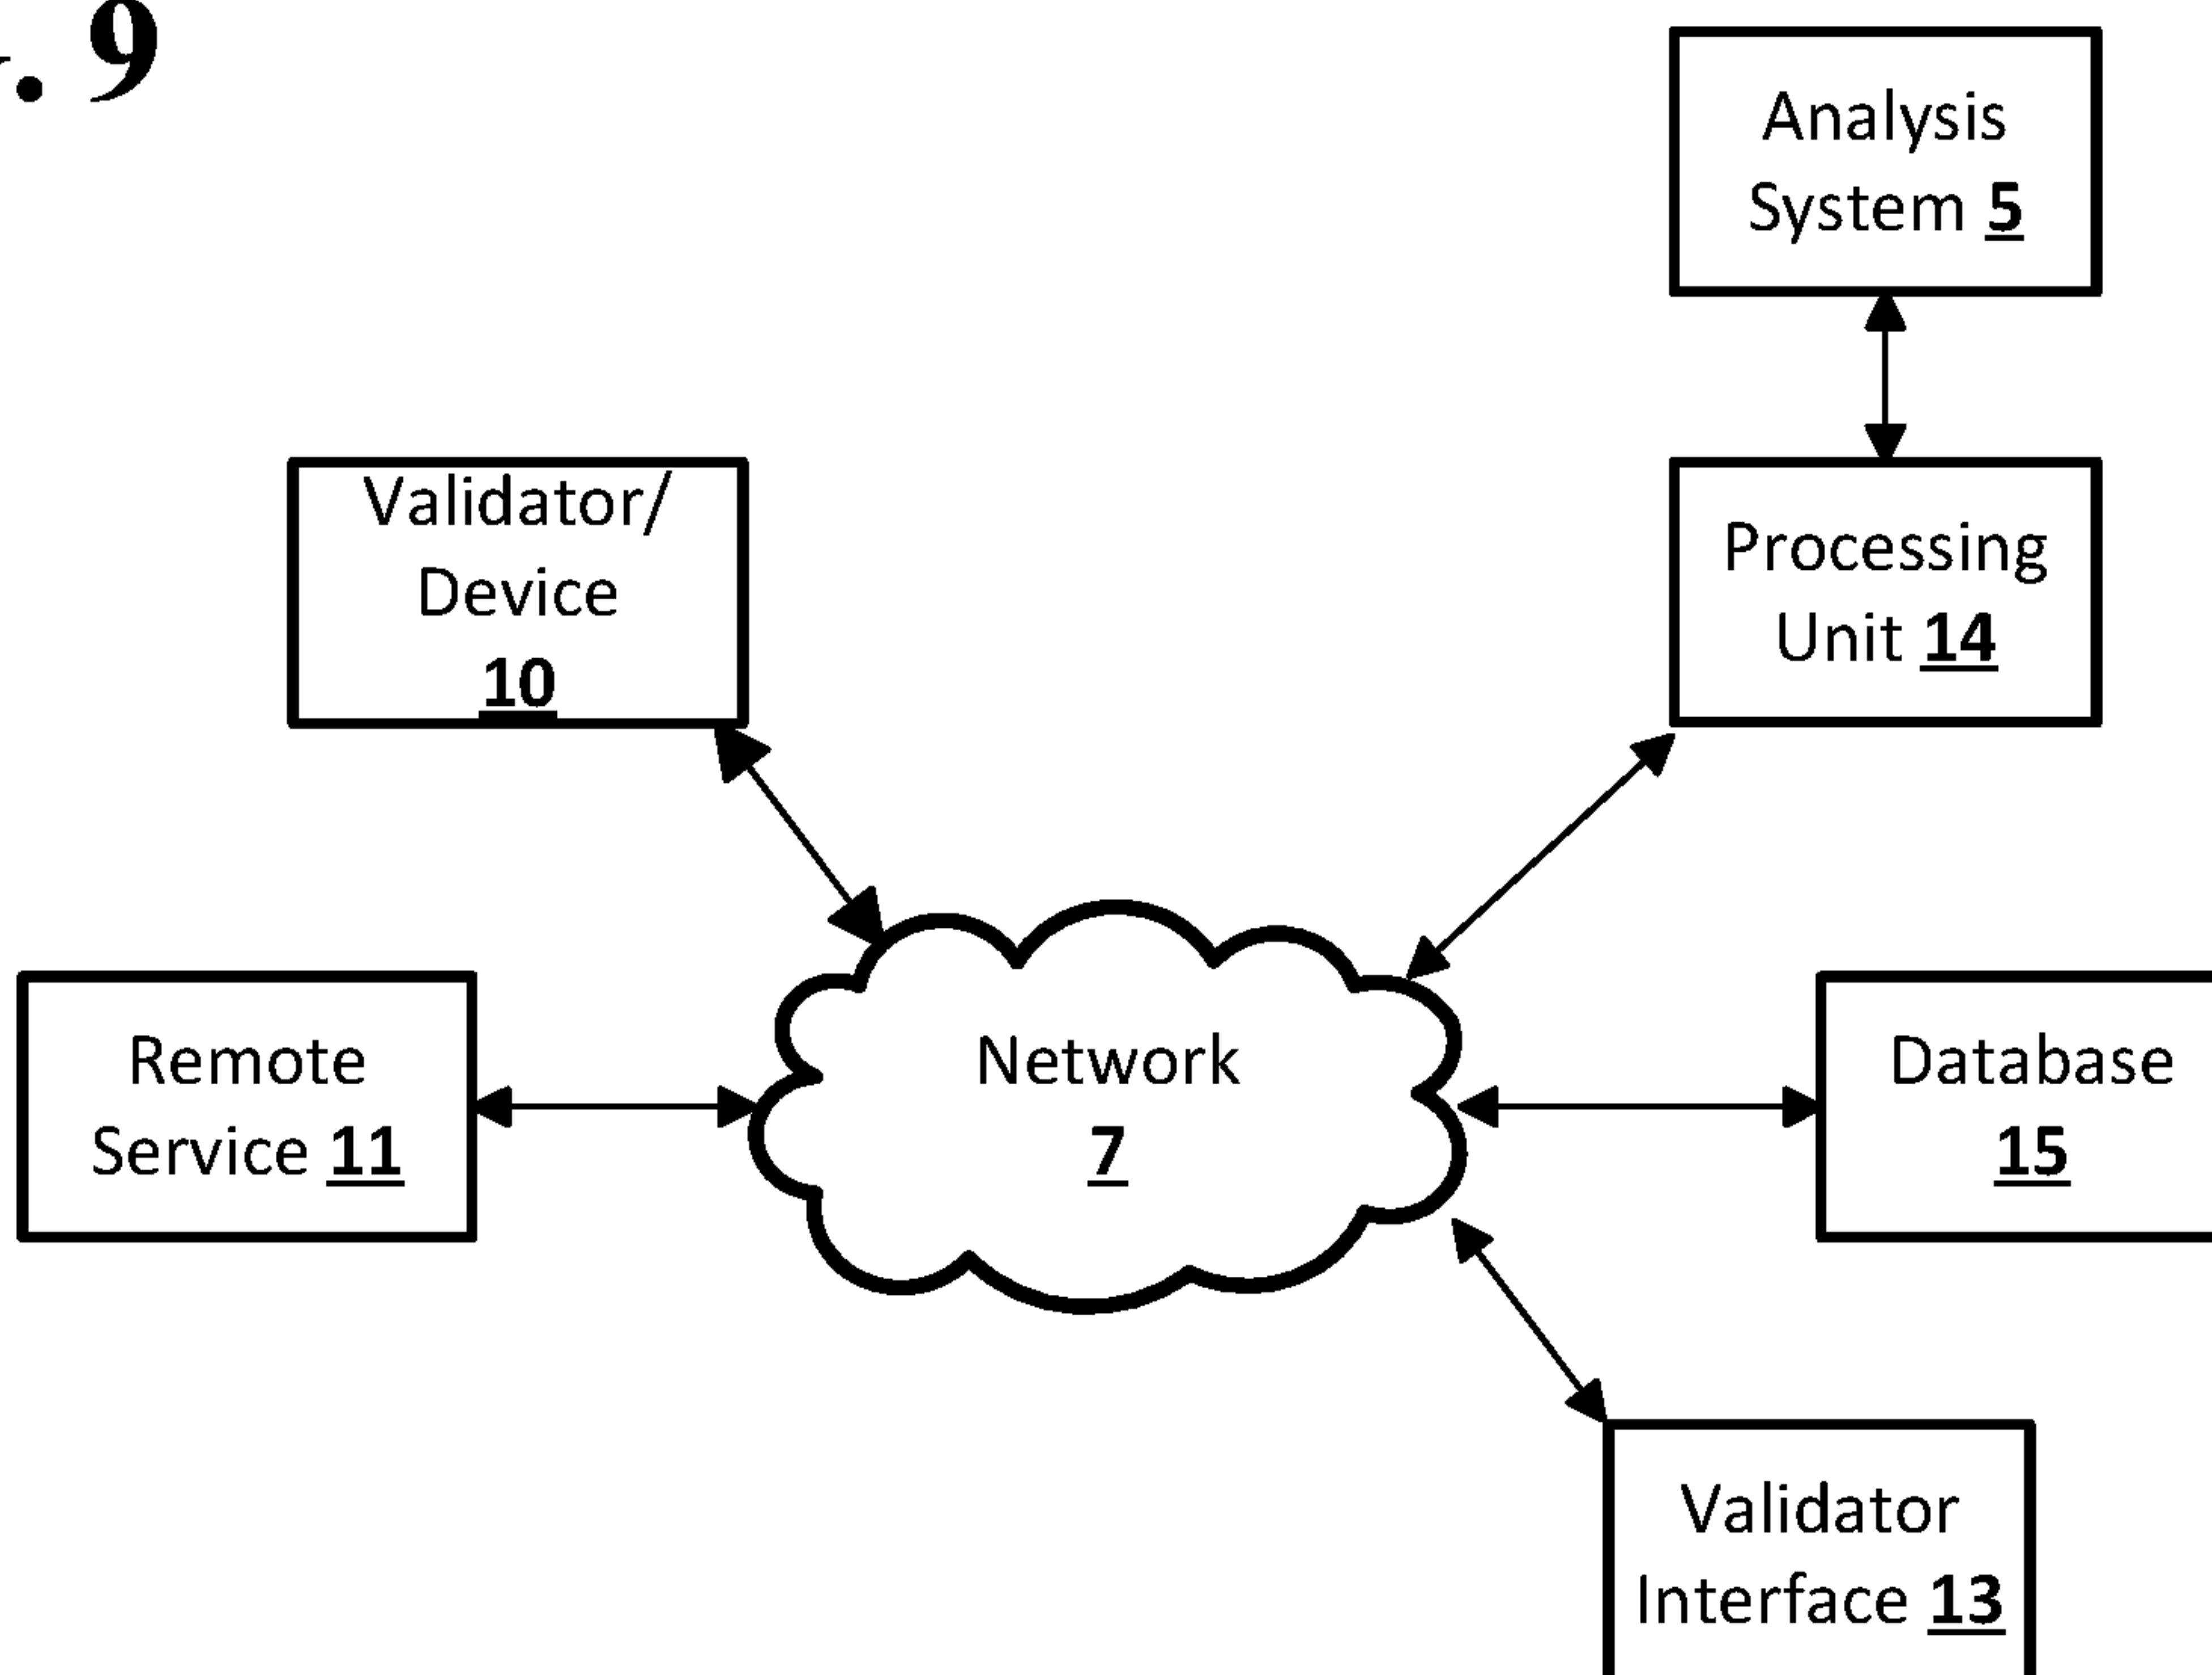 . 9
Analysis
System 5
Validator/
Device
10
Processing
Unit 14
Remote
Service 11
Network
7
Database
15
Validator
Interface 13